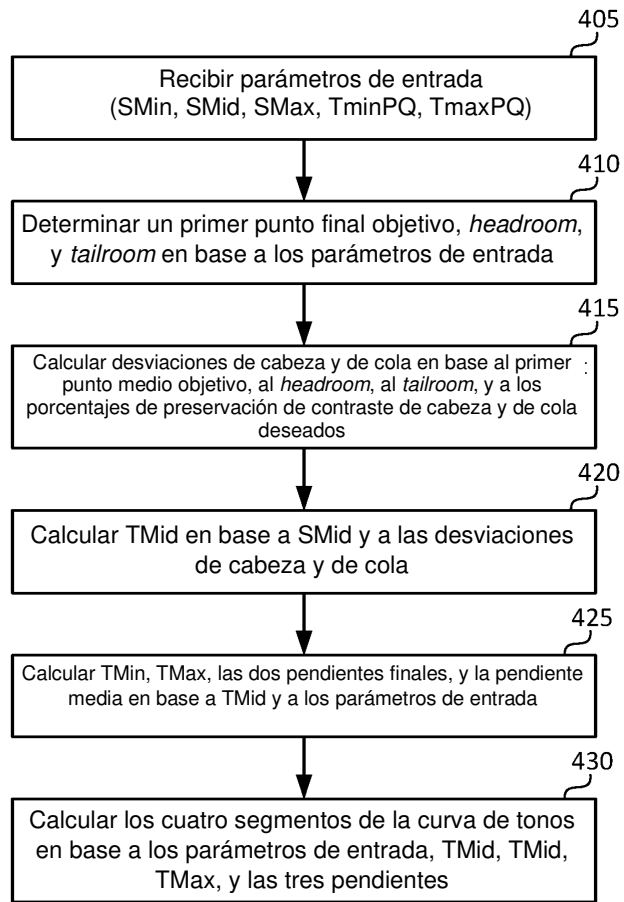 405
Recibir parámetros de entrada
(SMin, SMid, SMax, TminPQ, TmaxPQ)
410
Determinar un primer punto final objetivo, headroom,
y tailroom en base a los parámetros de entrada
415
Calcular desviaciones de cabeza y de cola en base al primer :
punto medio objetivo, al headroom, al tailroom, y a los
porcentajes de preservación de contraste de cabeza y de cola
deseados
420
Calcular TMid en base a SMid y a las desviaciones
de cabeza y de cola
425
Calcular TMin, TMax, las dos pendientes finales, y la pendiente
media en base a TMid y a los parámetros de entrada
430
Calcular los cuatro segmentos de la curva de tonos
en base a los parámetros de entrada, TMid, TMid,
TMax, y las tres pendientes